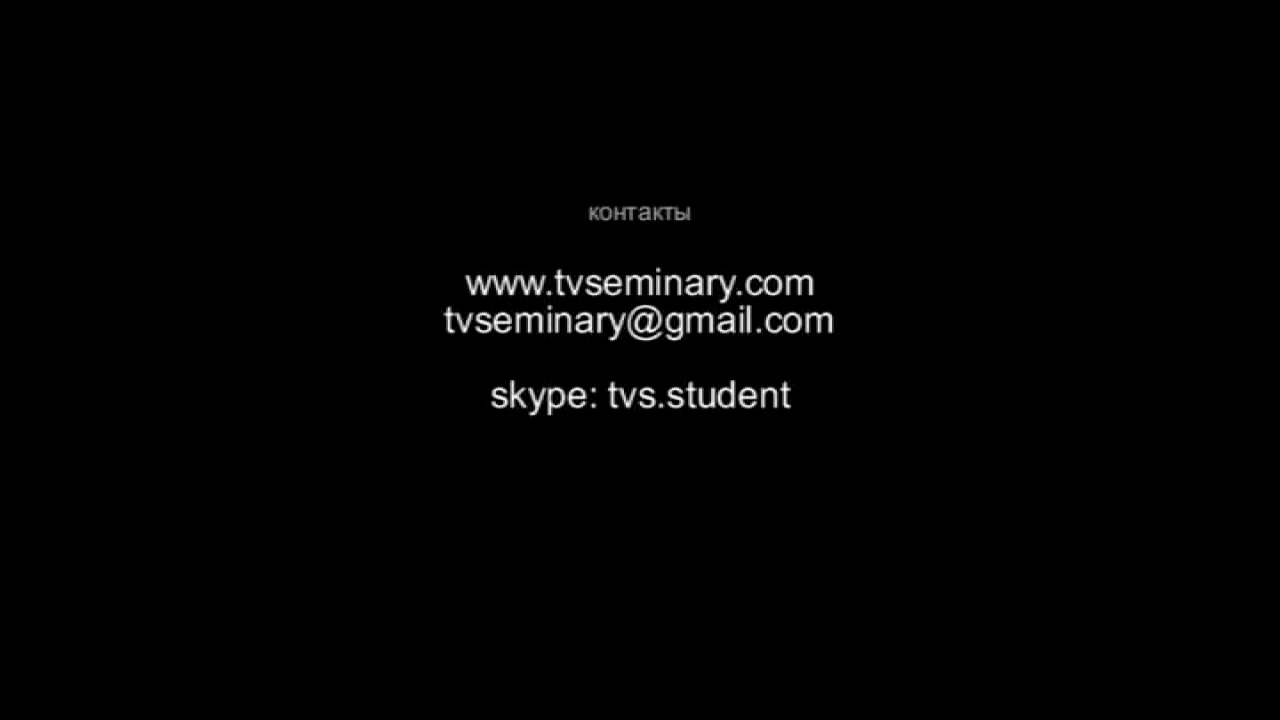 контакты
www.tvseminary.com
tvseminary@gmail.com
skype: tvs.student